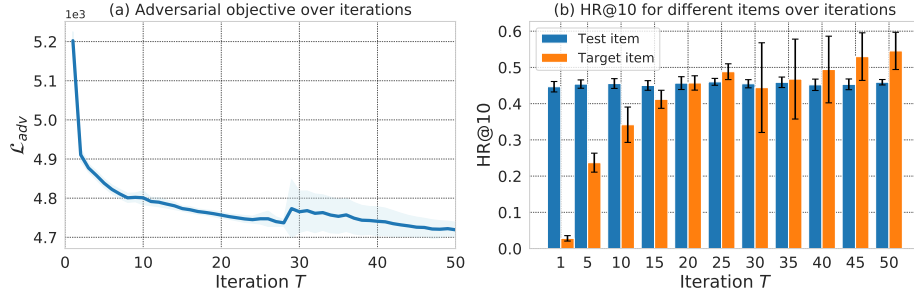 (a) Adversarial objective over iterations
1e3
5.2
5.1
5.0
4.9
4.8
4.7
0 10 20 30 40 50
Iteration T
ℒadv
(b) HR@10 for different items over iterations
Test item
Target item
0.6
0.5
0.4
0.3
0.2
0.1
0.0
1 5 10 15 20 25 30 35 40 45 50
Iteration T
HR@10